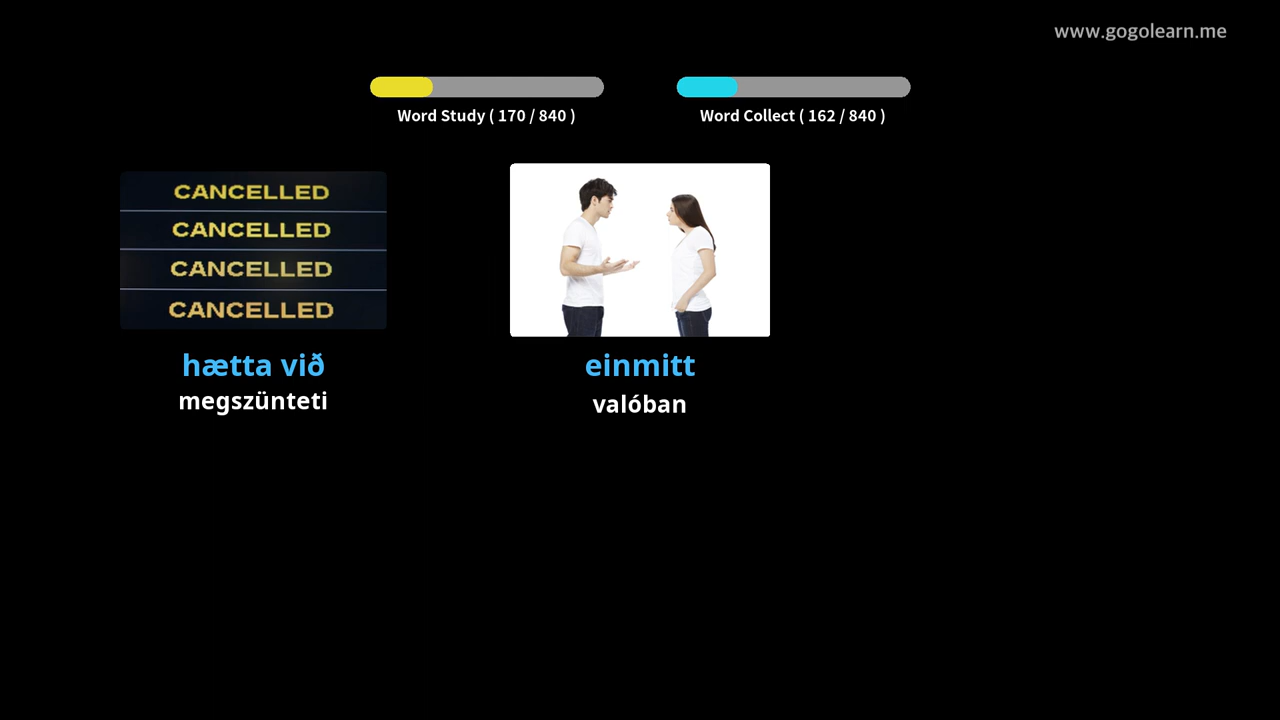 www.gogolearn.me
Word Study ( 170 / 840 )
Word Collect ( 162 / 840 )
CANCELLED
CANCELLED
CANCELLED
CANCELLED
hætta við
megszünteti
einmitt
valóban